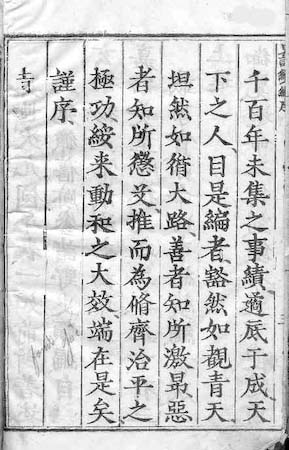 千百年未集之事績遹底于成天
下之人目是編者豁然如覩青天
坦然如循大路善者知所激昻惡
者知所懲艾推而為脩齊治平之
極功綏来動和之大效端在是矣
謹序